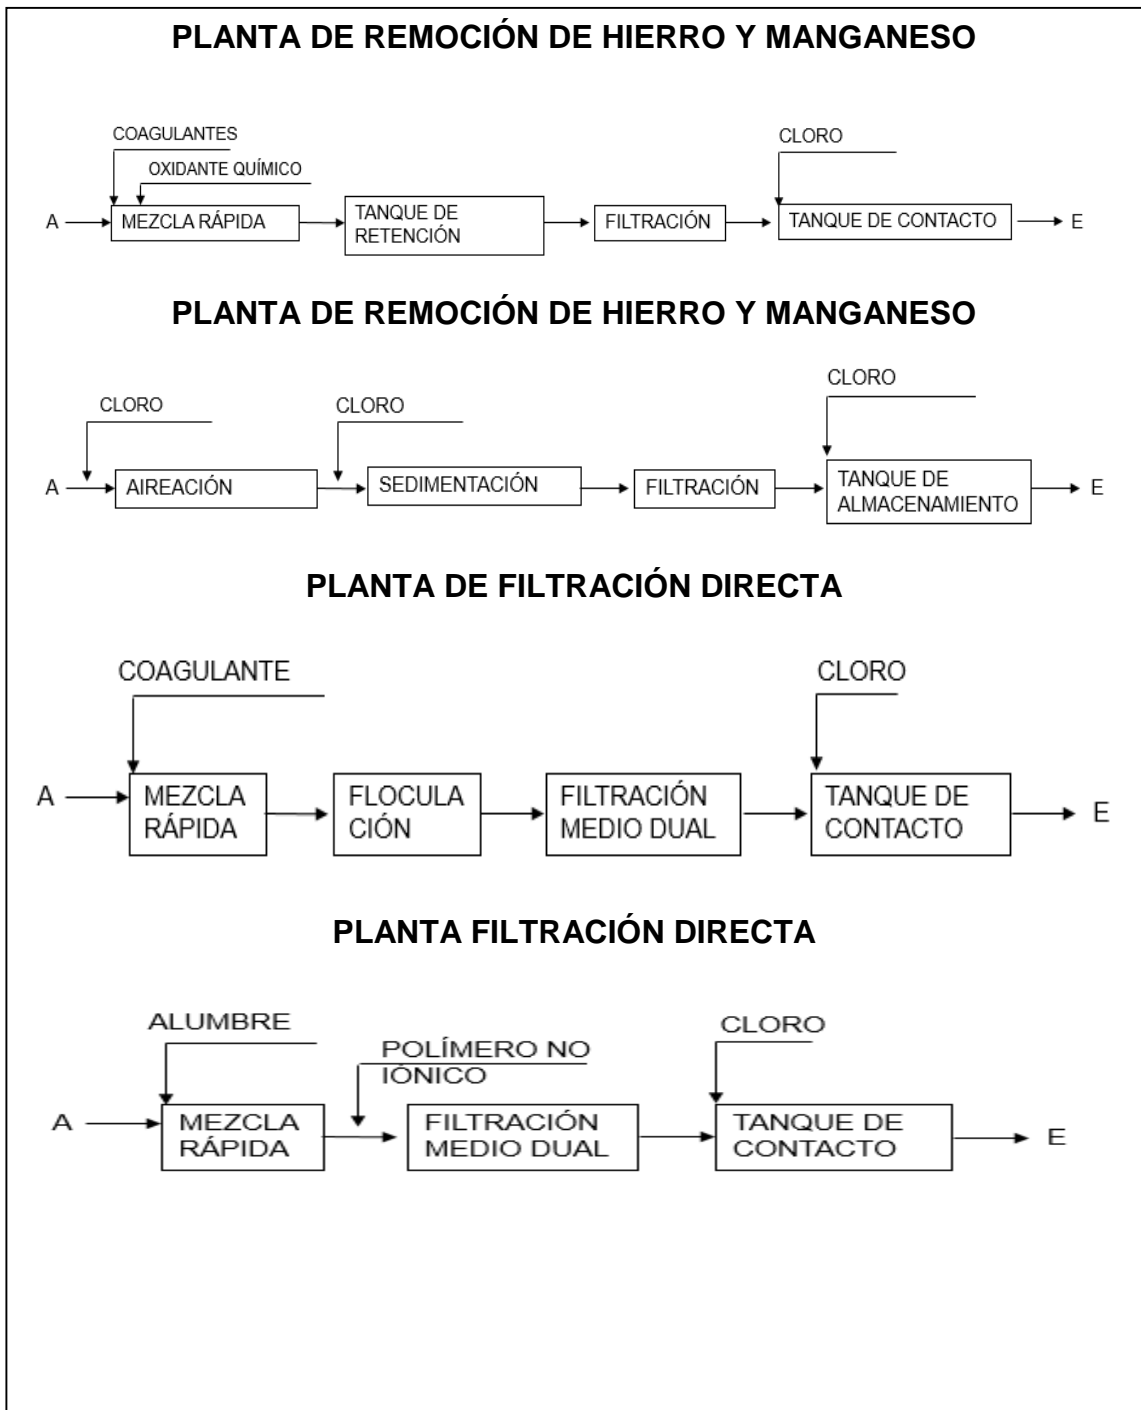 PLANTA DE REMOCIÓN DE HIERRO Y MANGANESO
COAGULANTES
OXIDANTE QUÍMICO
CLORO
A
MEZCLA RÁPIDA
TANQUE DE
RETENCIÓN
FILTRACIÓN
TANQUE DE CONTACTO
E
PLANTA DE REMOCIÓN DE HIERRO Y MANGANESO
CLORO
CLORO
CLORO
A
AIREACIÓN
SEDIMENTACIÓN
FILTRACIÓN
TANQUE DE
ALMACENAMIENTO
E
PLANTA DE FILTRACIÓN DIRECTA
COAGULANTE
CLORO
A
MEZCLA
RÁPIDA
FLOCULA
CIÓN
FILTRACIÓN
MEDIO DUAL
TANQUE DE
CONTACTO
E
PLANTA FILTRACIÓN DIRECTA
ALUMBRE
POLÍMERO NO
IÓNICO
CLORO
A
MEZCLA
RÁPIDA
FILTRACIÓN
MEDIO DUAL
TANQUE DE
CONTACTO
E